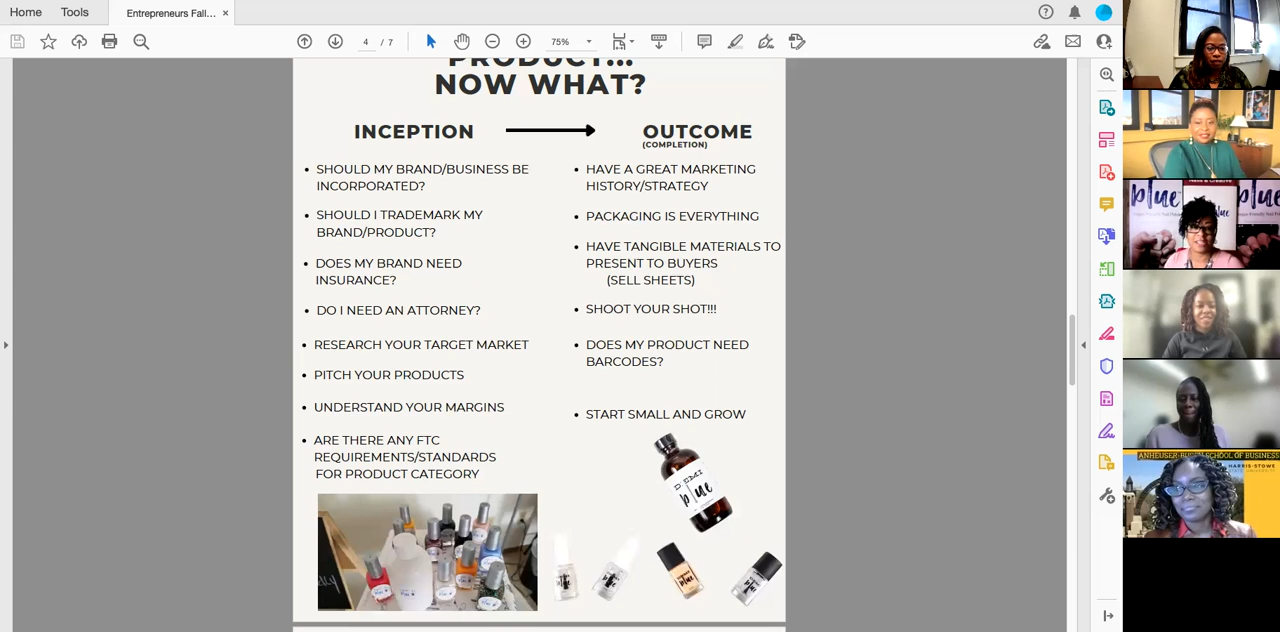 Home
Tools
Entrepreneurs Fall...
×
4 / 7
75%
PRODUCT...
NOW WHAT?
INCEPTION
OUTCOME
(COMPLETION)
• SHOULD MY BRAND/BUSINESS BE
INCORPORATED?
• SHOULD I TRADEMARK MY
BRAND/PRODUCT?
• DOES MY BRAND NEED
INSURANCE?
• DO I NEED AN ATTORNEY?
• RESEARCH YOUR TARGET MARKET
• PITCH YOUR PRODUCTS
• UNDERSTAND YOUR MARGINS
• ARE THERE ANY FTC
REQUIREMENTS/STANDARDS
FOR PRODUCT CATEGORY
• HAVE A GREAT MARKETING
HISTORY/STRATEGY
• PACKAGING IS EVERYTHING
• HAVE TANGIBLE MATERIALS TO
PRESENT TO BUYERS
(SELL SHEETS)
• SHOOT YOUR SHOT!!!
• DOES MY PRODUCT NEED
BARCODES?
• START SMALL AND GROW
blue
blue
blue
blue
ANHEUSER-BUSCH SCHOOL OF BUSINESS
HARRIS-STOWE